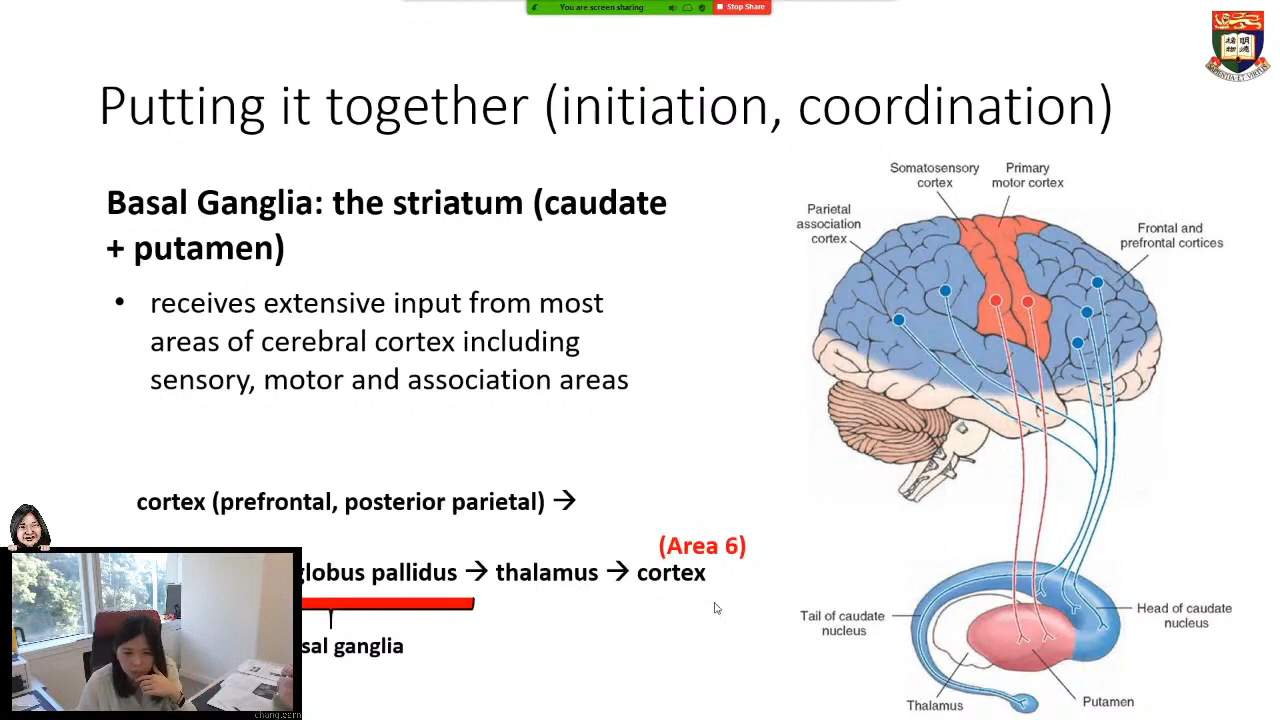 You are screen sharing
Stop Share
SAPIENTIA·ET·VIRTUS
Putting it together (initiation, coordination)
Basal Ganglia: the striatum (caudate
+ putamen)
• receives extensive input from most
areas of cerebral cortex including
sensory, motor and association areas
cortex (prefrontal, posterior parietal) →
(Area 6)
globus pallidus → thalamus → cortex
sal ganglia
Somatosensory
cortex
Primary
motor cortex
Parietal
association
cortex
Frontal and
prefrontal cortices
Tail of caudate
nucleus
Head of caudate
nucleus
Thalamus
Putamen